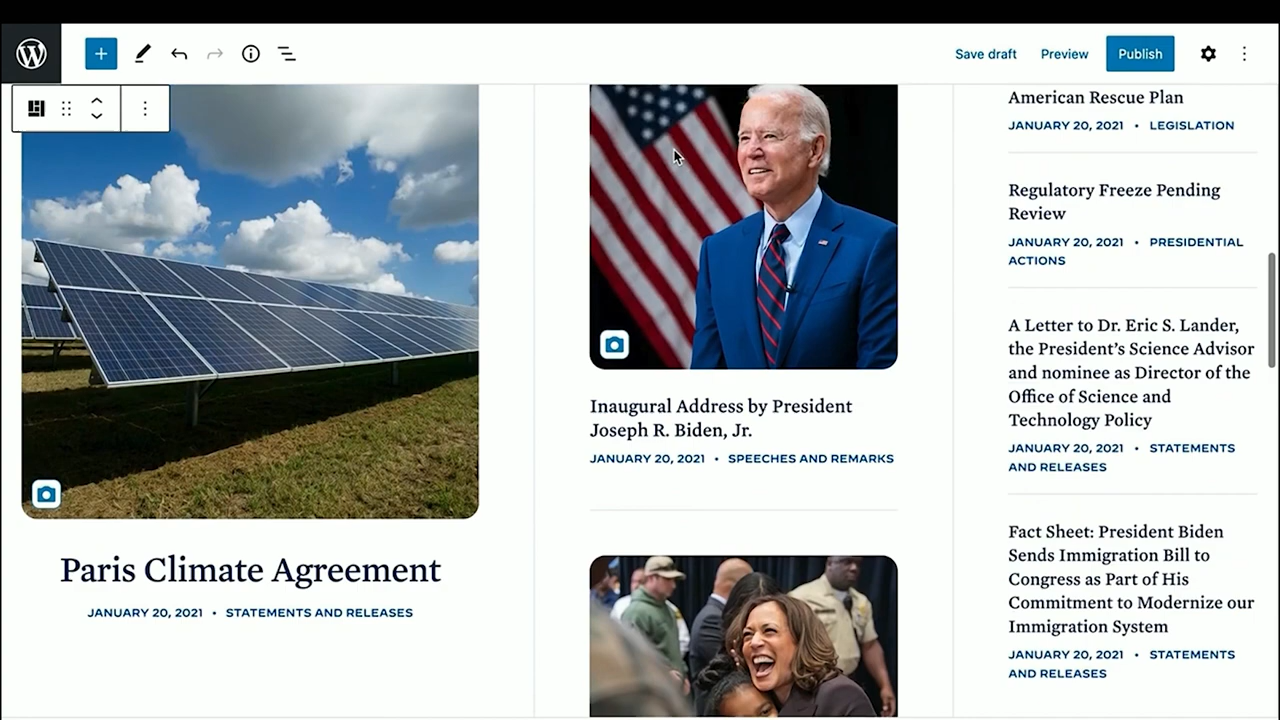 Save draft
Preview
Publish
Paris Climate Agreement
JANUARY 20, 2021 • STATEMENTS AND RELEASES
Inaugural Address by President
Joseph R. Biden, Jr.
JANUARY 20, 2021 • SPEECHES AND REMARKS
American Rescue Plan
JANUARY 20, 2021 • LEGISLATION
Regulatory Freeze Pending
Review
JANUARY 20, 2021 • PRESIDENTIAL
ACTIONS
A Letter to Dr. Eric S. Lander,
the President’s Science Advisor
and nominee as Director of the
Office of Science and
Technology Policy
JANUARY 20, 2021 • STATEMENTS
AND RELEASES
Fact Sheet: President Biden
Sends Immigration Bill to
Congress as Part of His
Commitment to Modernize our
Immigration System
JANUARY 20, 2021 • STATEMENTS
AND RELEASES